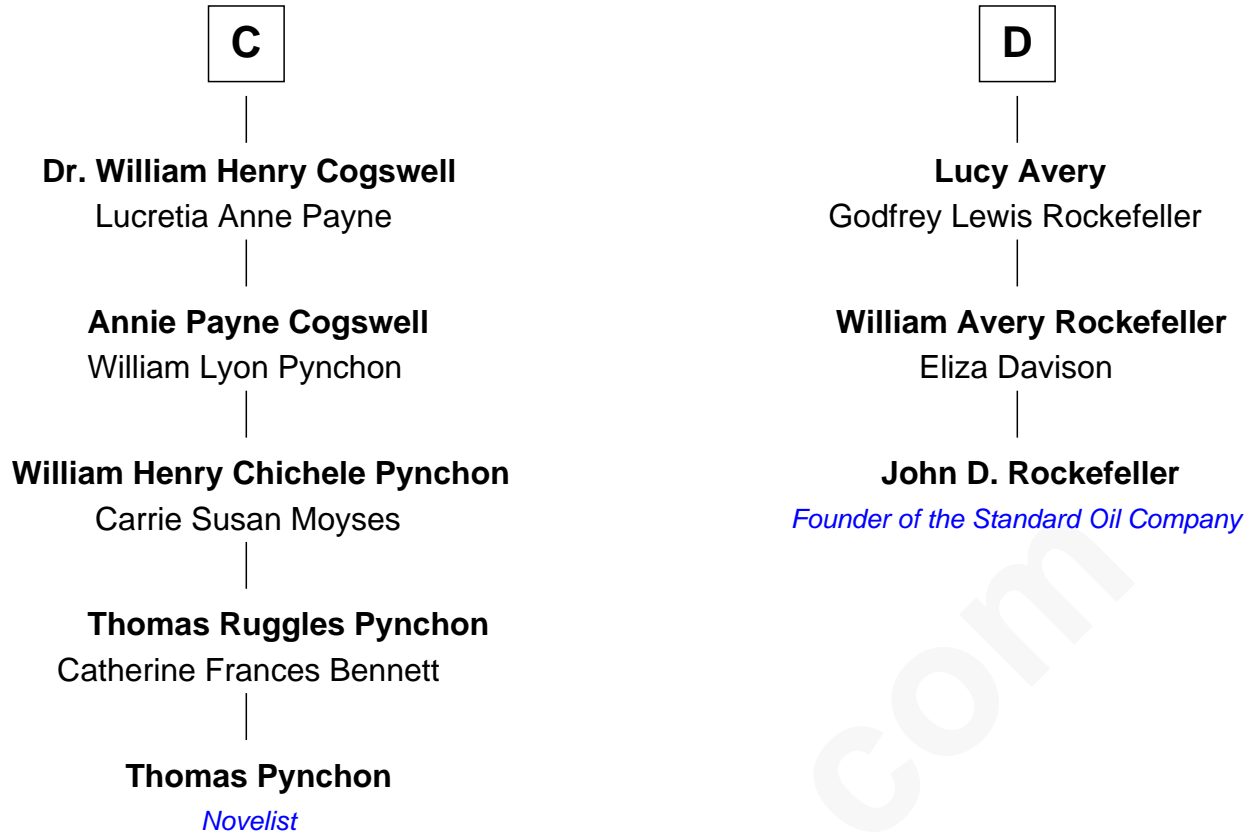 C
Dr. William Henry Cogswell
Lucretia Anne Payne
Annie Payne Cogswell
William Lyon Pynchon
William Henry Chichele Pynchon
Carrie Susan Moyses
Thomas Ruggles Pynchon
Catherine Frances Bennett
Thomas Pynchon
Novelist
D
Lucy Avery
Godfrey Lewis Rockefeller
William Avery Rockefeller
Eliza Davison
John D. Rockefeller
Founder of the Standard Oil Company
com